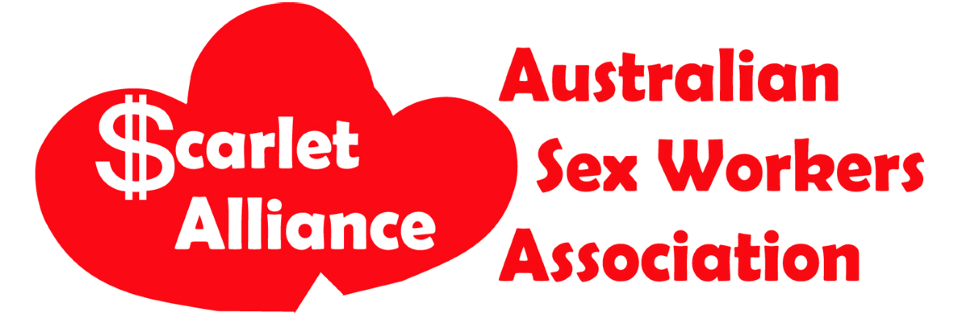 $carlet
Alliance
Australian
Sex Workers
Association